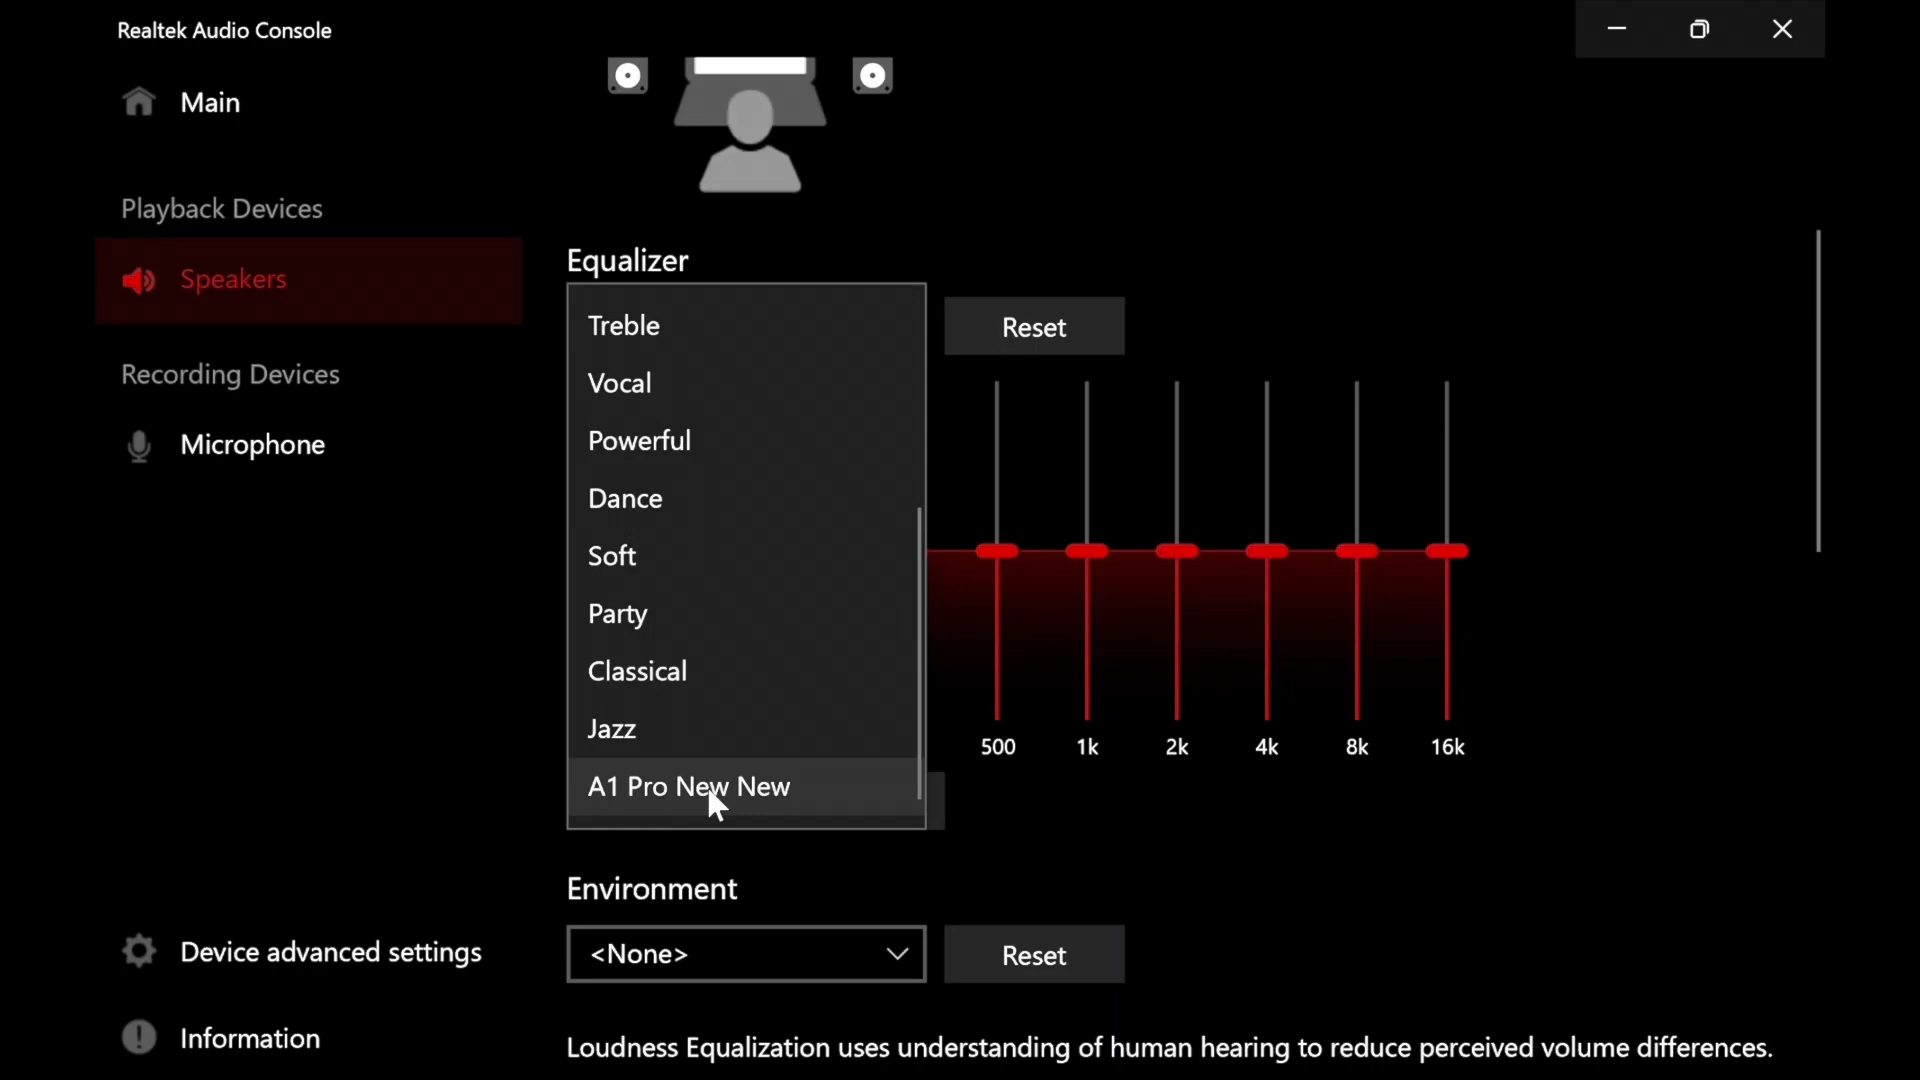 Realtek Audio Console
Main
Playback Devices
Speakers
Recording Devices
Microphone
Device advanced settings
Information
Equalizer
Treble
Vocal
Powerful
Dance
Soft
Party
Classical
Jazz
A1 Pro New New
Reset
500 1k 2k 4k 8k 16k
Environment
<None>
Reset
Loudness Equalization uses understanding of human hearing to reduce perceived volume differences.